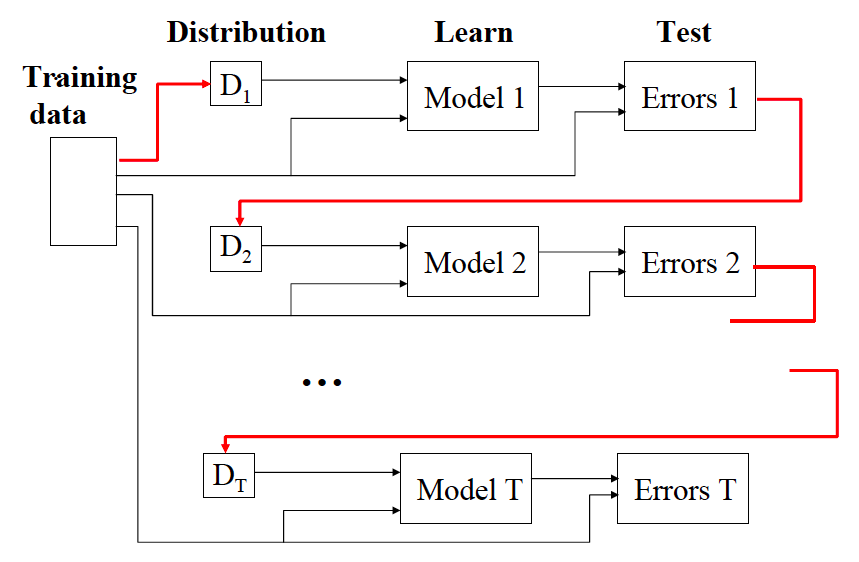 Distribution
Learn
Test
Training
data
D1
Model 1
Errors 1
D2
Model 2
Errors 2
...
DT
Model T
Errors T